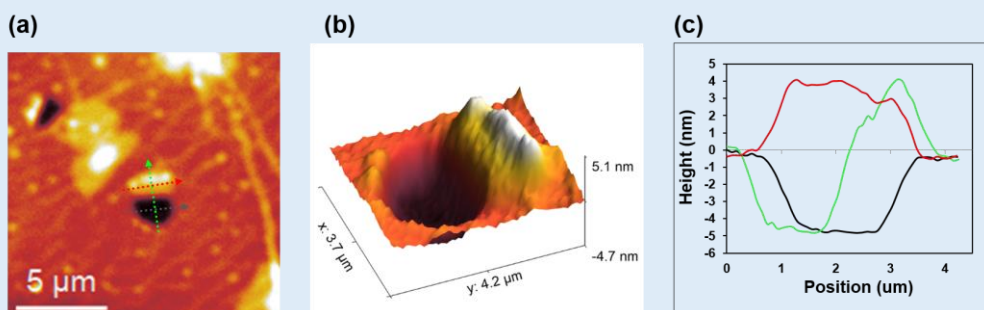 (a)
5 µm
(b)
5.1 nm
-4.7 nm
x: 3.7 µm
y: 4.2 µm
(c)
Height (nm)
5
4
3
2
1
0
-1
-2
-3
-4
-5
-6
0 1 2 3 4
Position (um)